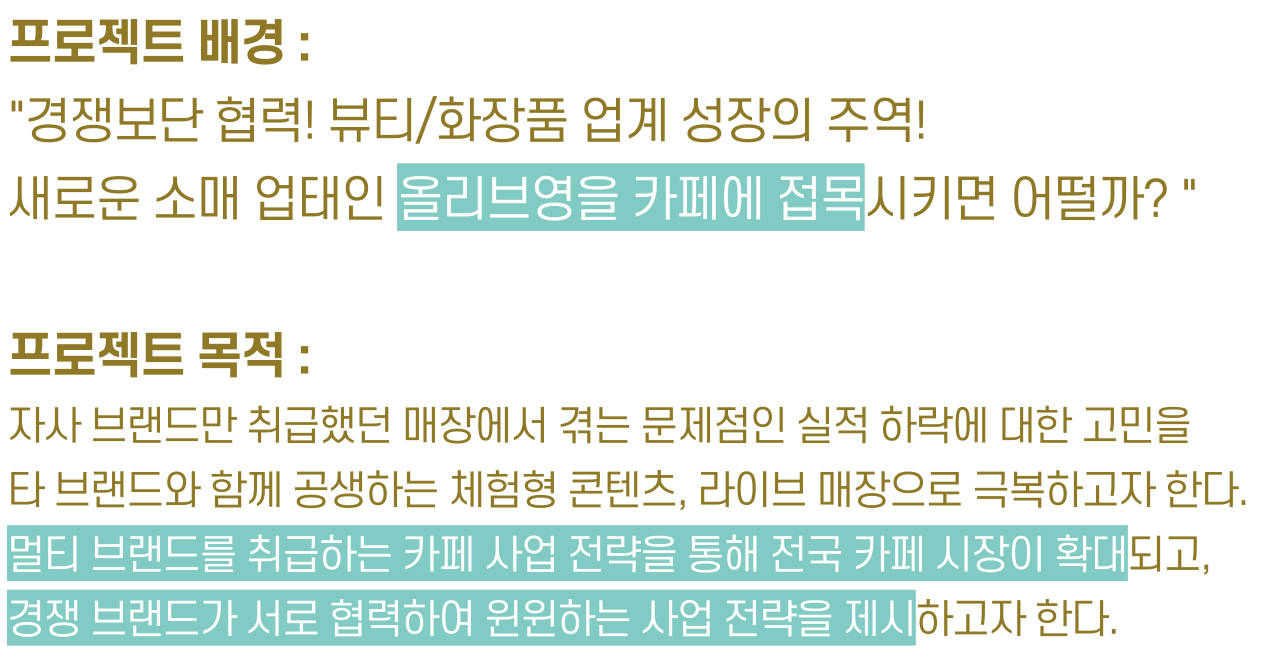 프로젝트 배경 :
"경쟁보단 협력! 뷰티/화장품 업계 성장의 주역!
새로운 소매 업태인 올리브영을 카페에 접목시키면 어떨까? "
프로젝트 목적 :
자사 브랜드만 취급했던 매장에서 겪는 문제점인 실적 하락에 대한 고민을
타 브랜드와 함께 공생하는 체험형 콘텐츠, 라이브 매장으로 극복하고자 한다.
멀티 브랜드를 취급하는 카페 사업 전략을 통해 전국 카페 시장이 확대되고,
경쟁 브랜드가 서로 협력하여 윈윈하는 사업 전략을 제시하고자 한다.